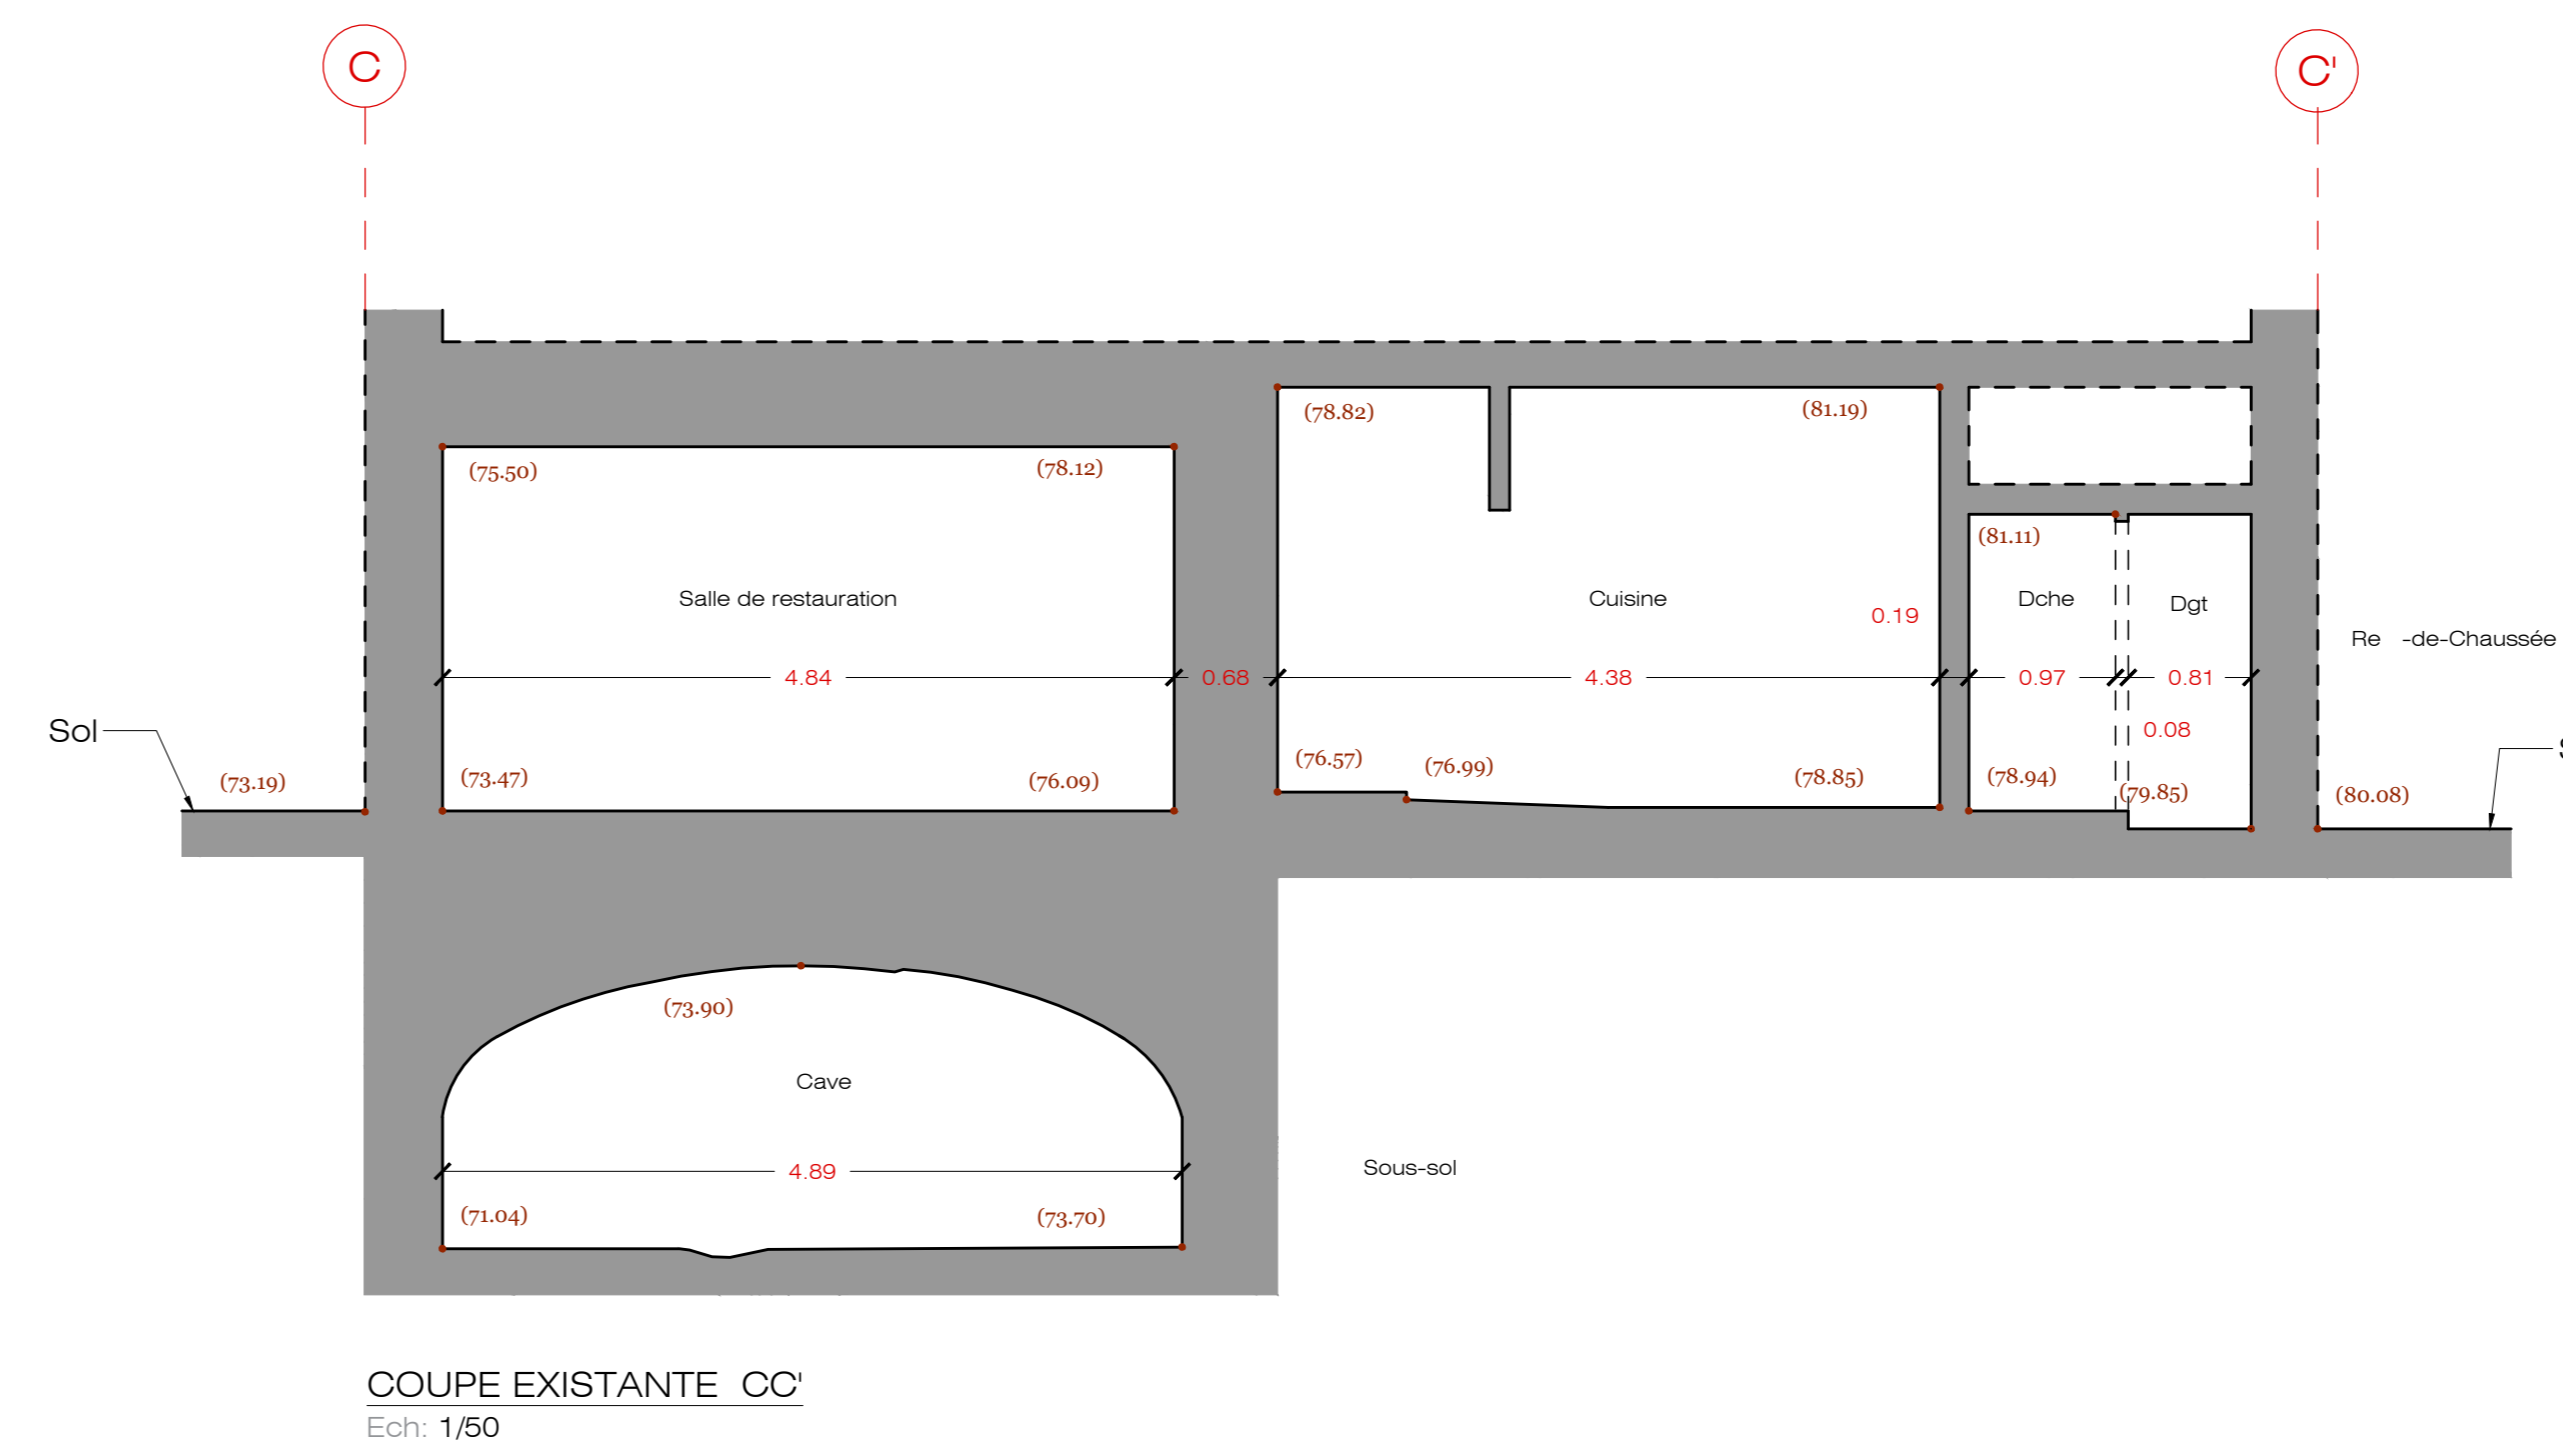 C C'
(78.82) (81.19)
(75.50) (78.12)
(81.11)
Salle de restauration Cuisine Dche Dgt
0.19
Re -de-Chaussée
4.84 0.68 4.38 0.97 0.81
Sol 0.08
(73.19) (73.47) (76.09) (76.57) (76.99) (78.85) (78.94) (79.85) (80.08)
(73.90)
Cave
4.89 Sous-sol
(71.04) (73.70)
COUPE EXISTANTE CC'
Ech: 1/50